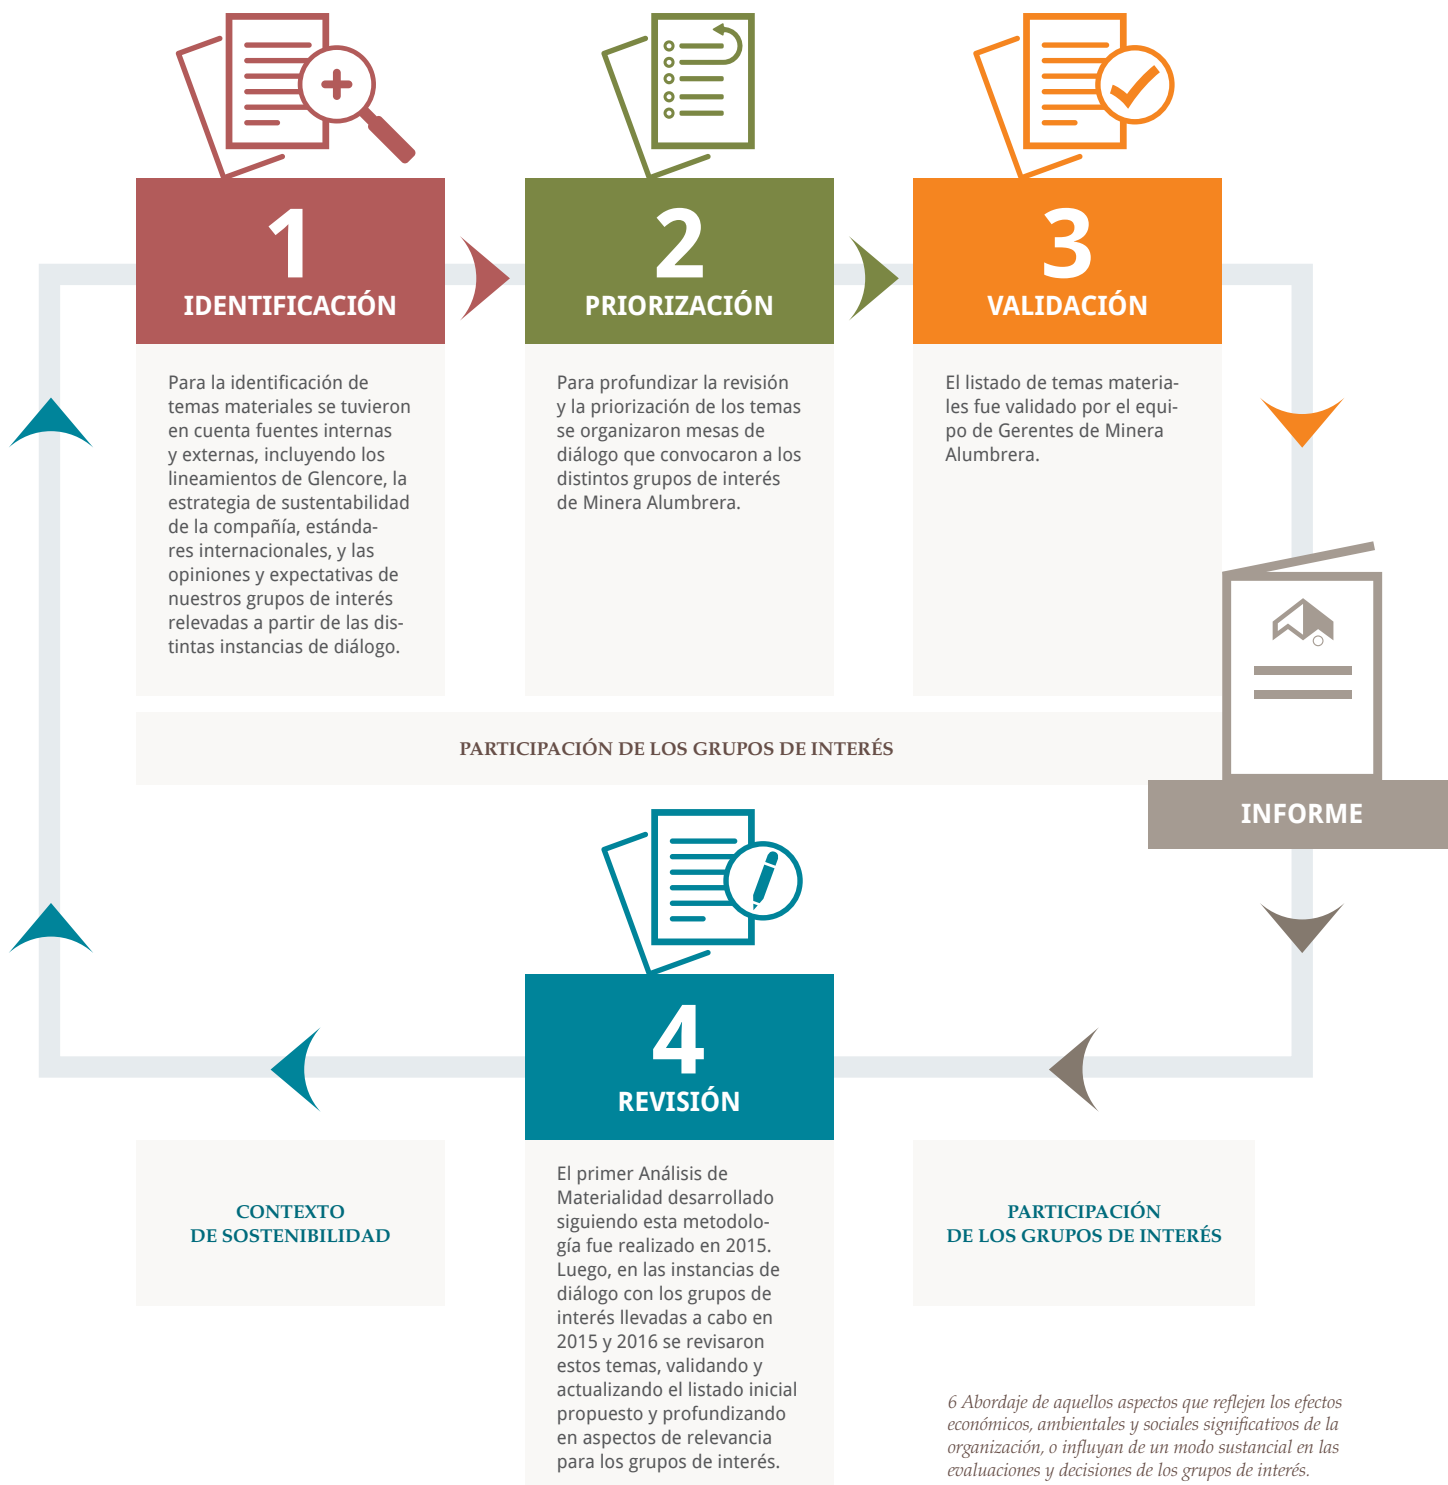 1
IDENTIFICACIÓN
Para la identificación de
temas materiales se tuvieron
en cuenta fuentes internas
y externas, incluyendo los
lineamientos de Glencore, la
estrategia de sustentabilidad
de la compañía, estánda-
res internacionales, y las
opiniones y expectativas de
nuestros grupos de interés
relevadas a partir de las dis-
tintas instancias de diálogo.
2
PRIORIZACIÓN
Para profundizar la revisión
y la priorización de los temas
se organizaron mesas de
diálogo que convocaron a los
distintos grupos de interés
de Minera Alumbrera.
3
VALIDACIÓN
El listado de temas materia-
les fue validado por el equi-
po de Gerentes de Minera
Alumbrera.
PARTICIPACIÓN DE LOS GRUPOS DE INTERÉS
INFORME
4
REVISIÓN
El primer Análisis de
Materialidad desarrollado
siguiendo esta metodolo-
gía fue realizado en 2015.
Luego, en las instancias de
diálogo con los grupos de
interés llevadas a cabo en
2015 y 2016 se revisaron
estos temas, validando y
actualizando el listado inicial
propuesto y profundizando
en aspectos de relevancia
para los grupos de interés.
CONTEXTO
DE SOSTENIBILIDAD
PARTICIPACIÓN
DE LOS GRUPOS DE INTERÉS
6 Abordaje de aquellos aspectos que reflejen los efectos
económicos, ambientales y sociales significativos de la
organización, o influyan de un modo sustancial en las
evaluaciones y decisiones de los grupos de interés.